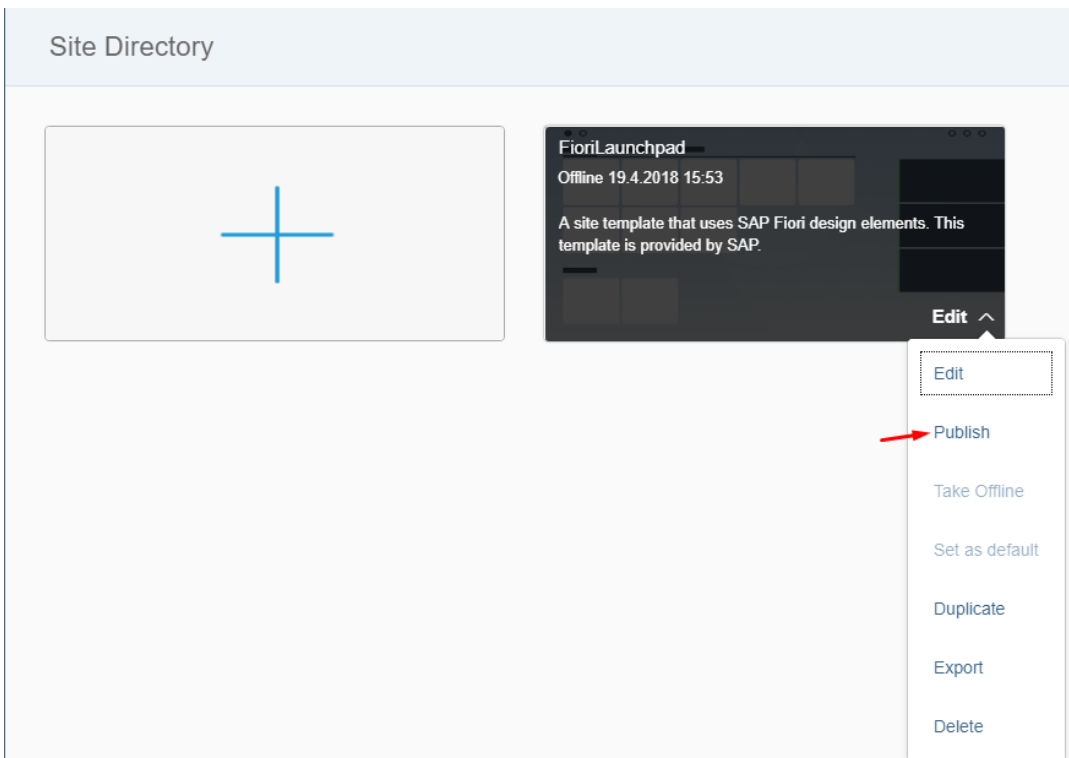 Site Directory
FioriLaunchpad
Offline 19.4.2018 15:53
A site template that uses SAP Fiori design elements. This
template is provided by SAP.
Edit
Edit
Publish
Take Offline
Set as default
Duplicate
Export
Delete